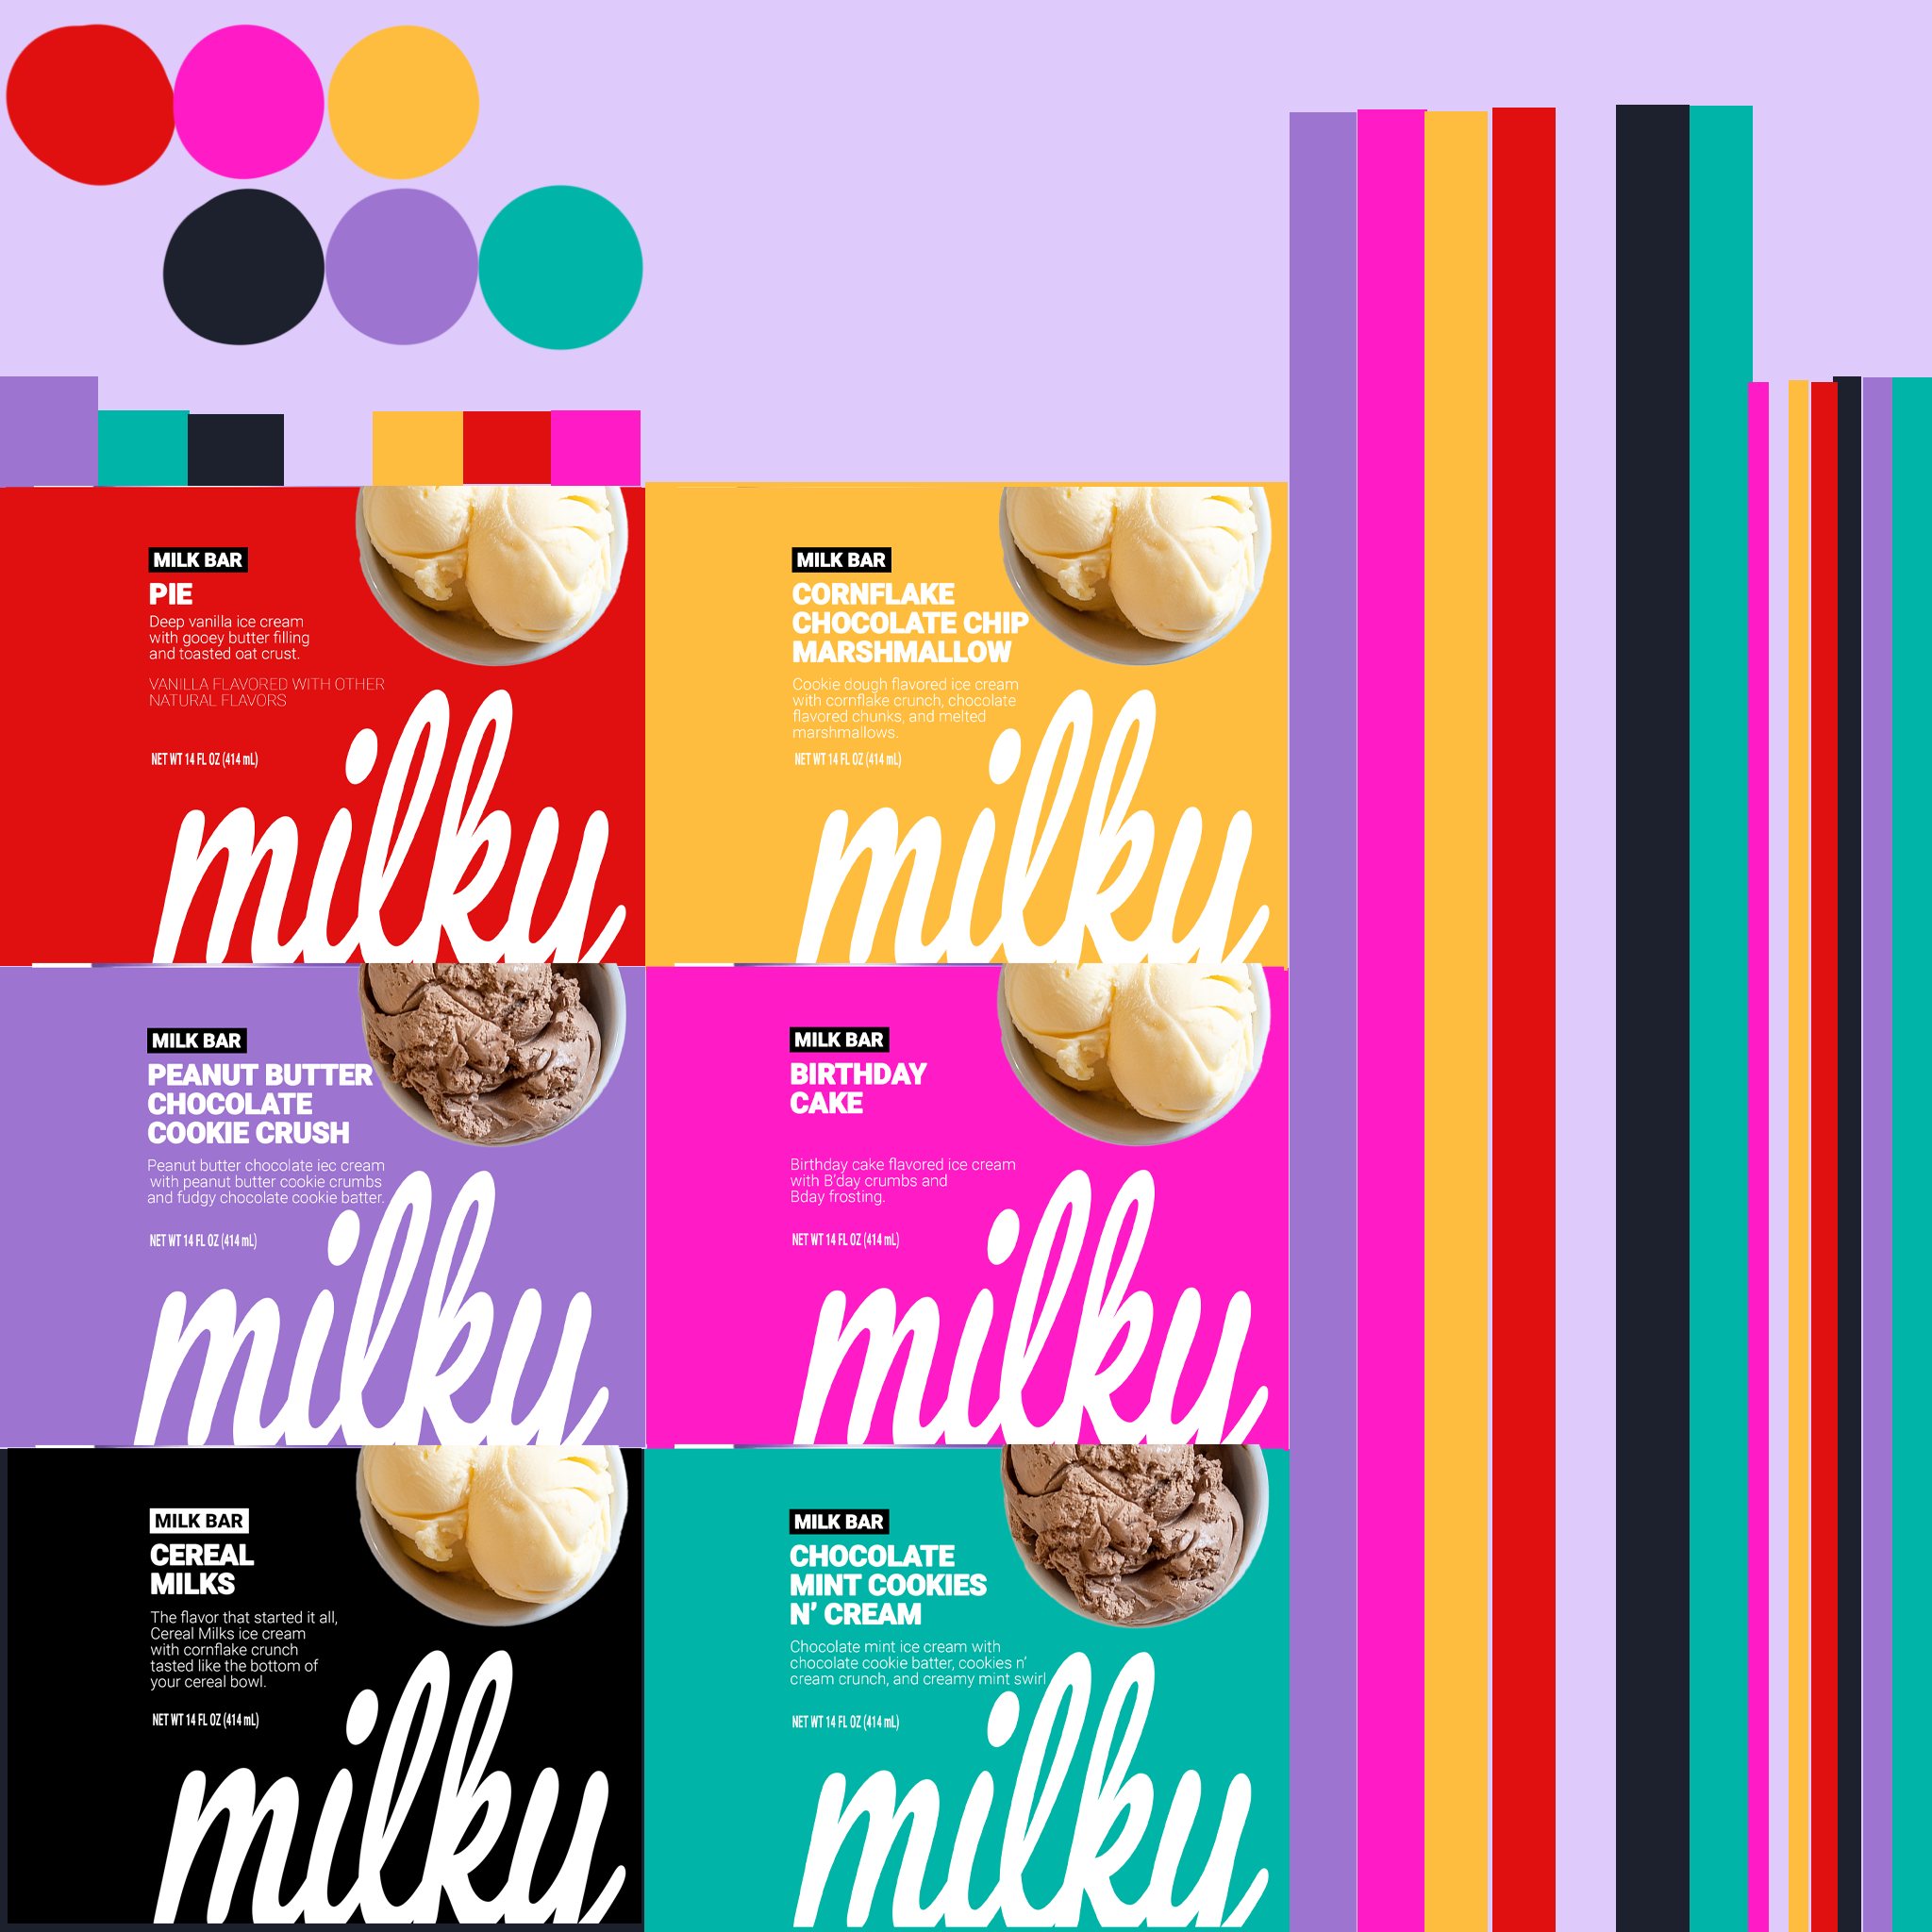 MILK BAR
PIE
Deep vanilla ice cream
with gooey butter filling
and toasted oat crust.
VANILLA FLAVORED WITH OTHER
NATURAL FLAVORS
NET WT 14 FL OZ (414 mL)
milky
MILK BAR
CORNFLAKE
CHOCOLATE CHIP
MARSHMALLOW
Cookie dough flavored ice cream
with cornflake crunch, chocolate
flavored chunks, and melted
marshmallows.
NET WT 14 FL OZ (414 mL)
milky
MILK BAR
PEANUT BUTTER
CHOCOLATE
COOKIE CRUSH
Peanut butter chocolate iec cream
with peanut butter cookie crumbs
and fudgy chocolate cookie batter.
NET WT 14 FL OZ (414 mL)
milky
MILK BAR
BIRTHDAY
CAKE
Birthday cake flavored ice cream
with B'day crumbs and
Bday frosting.
NET WT 14 FL OZ (414 mL)
milky
MILK BAR
CEREAL
MILKS
The flavor that started it all,
Cereal Milks ice cream
with cornflake crunch
tasted like the bottom of
your cereal bowl.
NET WT 14 FL OZ (414 mL)
milky
MILK BAR
CHOCOLATE
MINT COOKIES
N' CREAM
Chocolate mint ice cream with
chocolate cookie batter, cookies n'
cream crunch, and creamy mint swirl
NET WT 14 FL OZ (414 mL)
milky